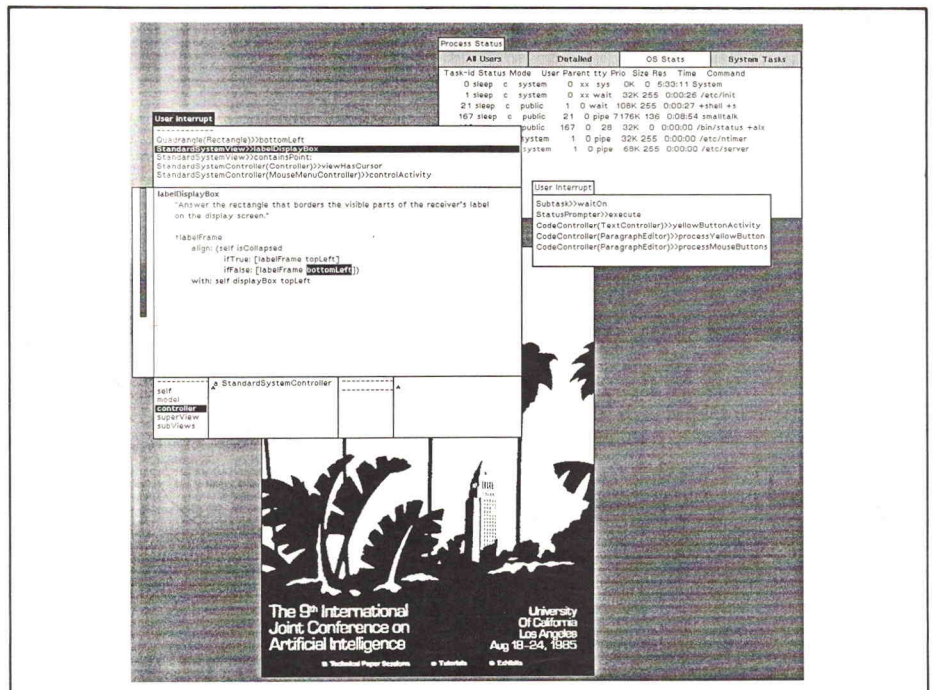 Process Status
All Users Detailed OS Stats System Tasks
Task-id Status Mode User Parent tty Prio Size Res Time Command
0 sleep c system 0 xx sys 0K 0 5:33:11 System
1 sleep c system 0 xx wait 32K 255 0:00:26 /etc/init
21 sleep c public 1 0 wait 108K 255 0:00:27 +shell +s
167 sleep c public 21 0 pipe 7176K 136 0:08:54 smalltalk
public 167 0 28 32K 0 0:00:00 /bin/status +alx
system 1 0 pipe 32K 255 0:00:00 /etc/ntimer
system 1 0 pipe 68K 255 0:00:00 /etc/server
User Interrupt
------------
Quadrangle(Rectangle)>>bottomLeft
StandardSystemView>>labelDisplayBox
StandardSystemView>>containsPoint:
StandardSystemController(Controller)>>viewHasCursor
StandardSystemController(MouseMenuController)>>controlActivity
labelDisplayBox
"Answer the rectangle that borders the visible parts of the receiver's label
on the display screen."
↑labelFrame
align: (self isCollapsed
ifTrue: [labelFrame topLeft]
ifFalse: [labelFrame bottomLeft])
with: self displayBox topLeft
------------
self
model
controller
superView
subViews
a StandardSystemController
User Interrupt
Subtask>>waitOn
StatusPrompter>>execute
CodeController(TextController)>>yellowButtonActivity
CodeController(ParagraphEditor)>>processYellowButton
CodeController(ParagraphEditor)>>processMouseButtons
The 9th International
Joint Conference on
Artificial Intelligence
University
Of California
Los Angeles
Aug 18-24, 1985
Technical Paper Sessions Tutorials Exhibits